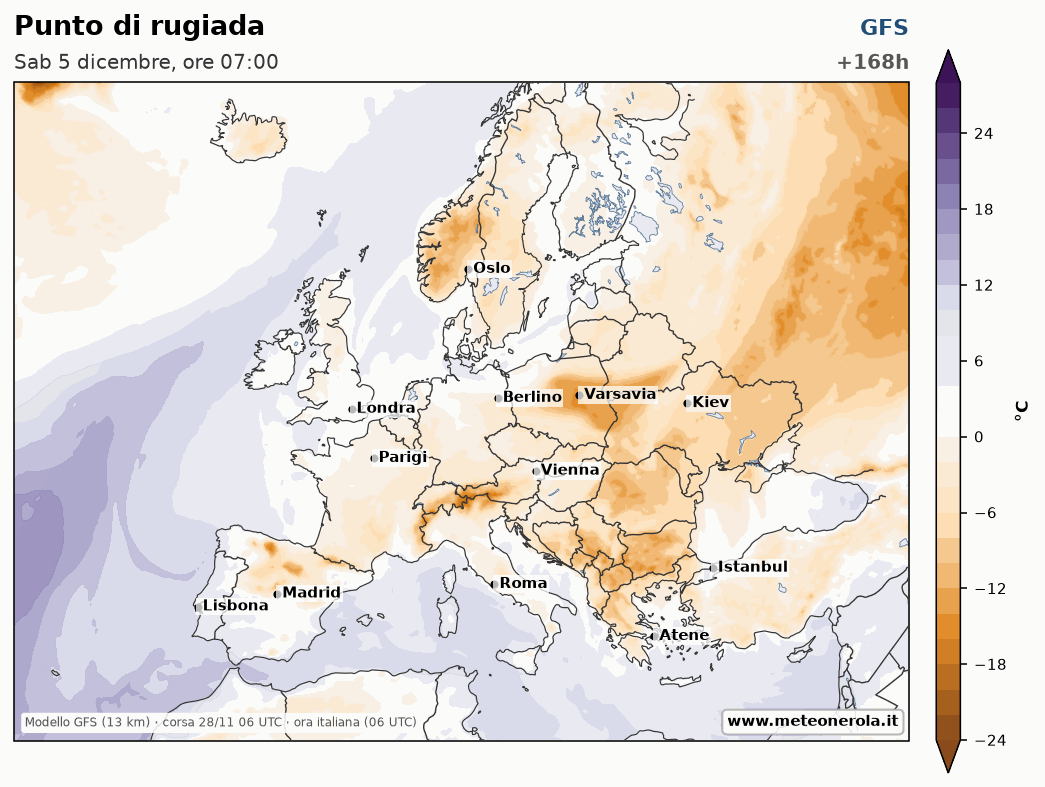 Punto di rugiada
GFS
Sab 5 dicembre, ore 07:00
+168h
24
18
12
6
0
−6
−12
−18
−24
°C
Oslo
Berlino
Varsavia
Kiev
Londra
Parigi
Vienna
Istanbul
Roma
Madrid
Lisbona
Atene
Modello GFS (13 km) · corsa 28/11 06 UTC · ora italiana (06 UTC)
www.meteonerola.it